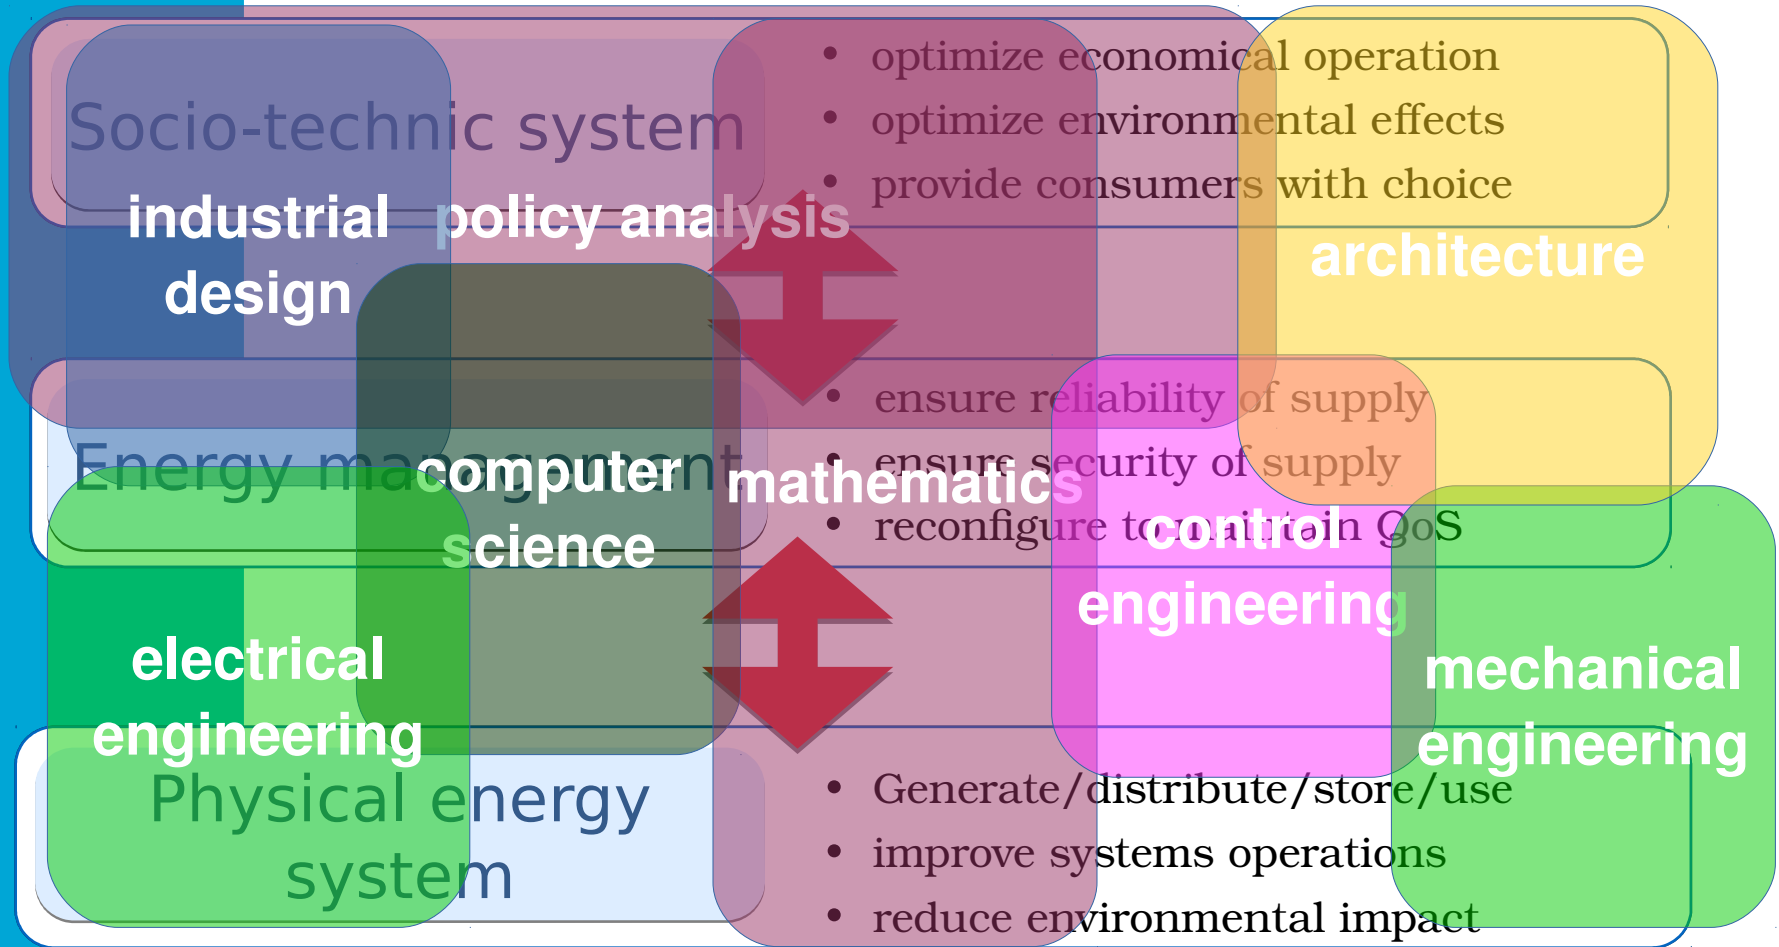 Socio-technic system
• optimize economical operation
• optimize environmental effects
• provide consumers with choice
industrial
design
policy analysis
architecture
Energy management
• ensure reliability of supply
• ensure security of supply
• reconfigure to maintain QoS
computer
science
mathematics
control
engineering
electrical
engineering
mechanical
engineering
Physical energy
system
• Generate/distribute/store/use
• improve systems operations
• reduce environmental impact